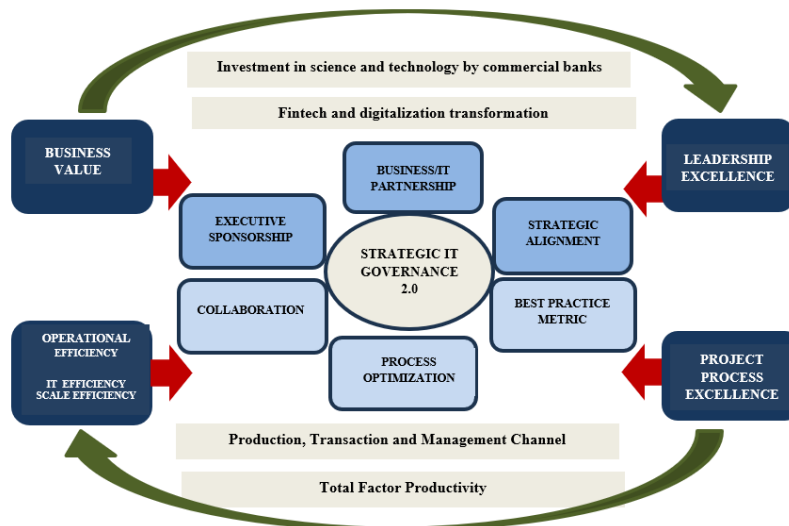 Investment in science and technology by commercial banks
Fintech and digitalization transformation
BUSINESS
VALUE
LEADERSHIP
EXCELLENCE
BUSINESS/IT
PARTNERSHIP
EXECUTIVE
SPONSORSHIP
STRATEGIC
ALIGNMENT
STRATEGIC IT
GOVERNANCE
2.0
COLLABORATION
BEST PRACTICE
METRIC
PROCESS
OPTIMIZATION
OPERATIONAL
EFFICIENCY
IT EFFICIENCY
SCALE EFFICIENCY
PROJECT
PROCESS
EXCELLENCE
Production, Transaction and Management Channel
Total Factor Productivity